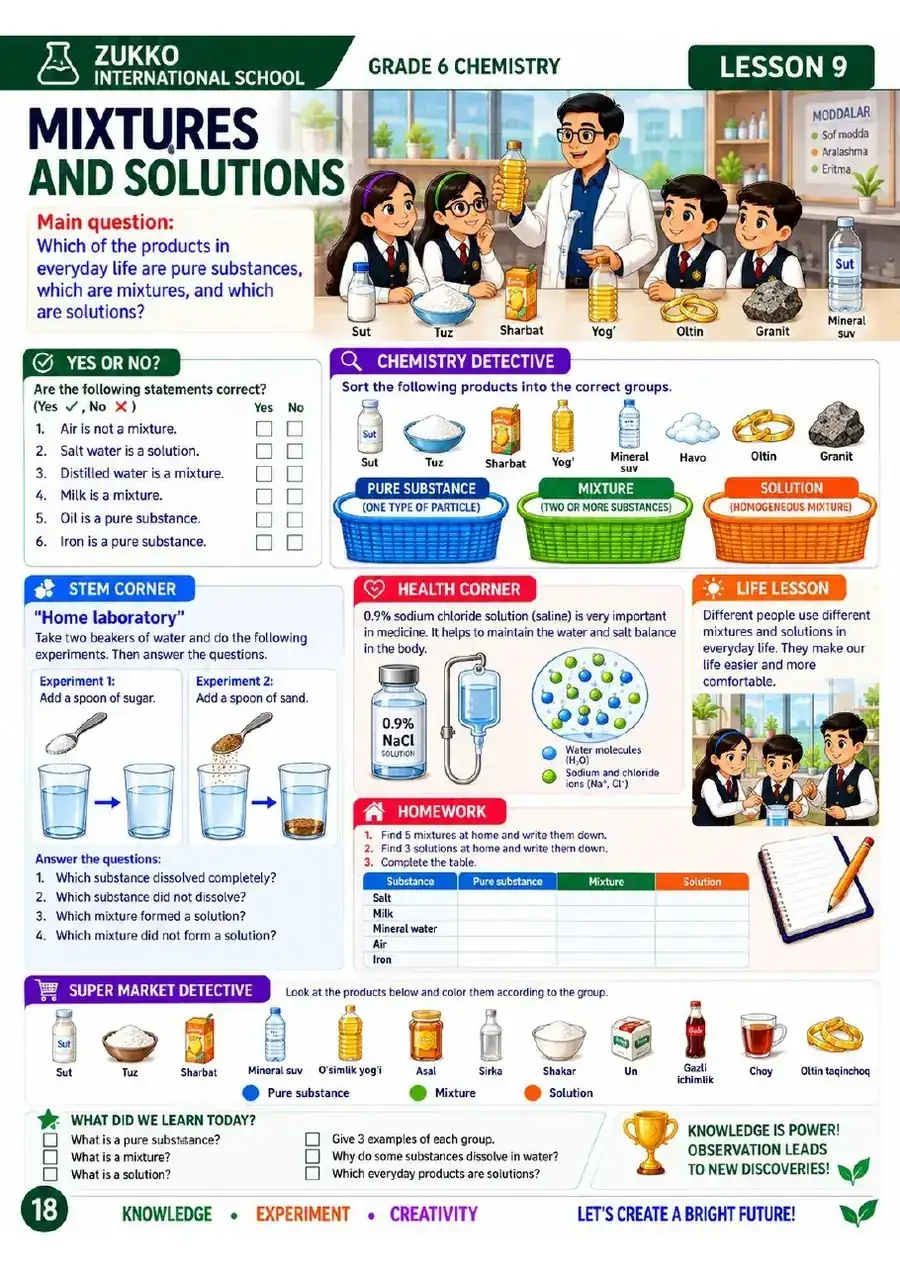 ZUKKO
INTERNATIONAL SCHOOL
GRADE 6 CHEMISTRY
LESSON 9
MIXTURES
AND SOLUTIONS
Main question:
Which of the products in
everyday life are pure substances,
which are mixtures, and which
are solutions?
MODDALAR
Sof modda
Aralashma
Eritma
Sut
Sut
Tuz
Sharbat
Yog'
Oltin
Granit
Sut
Mineral
suv
YES OR NO?
Are the following statements correct?
(Yes ✓, No ✗)
Yes No
1. Air is not a mixture.
2. Salt water is a solution.
3. Distilled water is a mixture.
4. Milk is a mixture.
5. Oil is a pure substance.
6. Iron is a pure substance.
CHEMISTRY DETECTIVE
Sort the following products into the correct groups.
Sut
Sut
Tuz
Sharbat
Yog'
Mineral
suv
Havo
Oltin
Granit
PURE SUBSTANCE
(ONE TYPE OF PARTICLE)
MIXTURE
(TWO OR MORE SUBSTANCES)
SOLUTION
(HOMOGENEOUS MIXTURE)
STEM CORNER
"Home laboratory"
Take two beakers of water and do the following
experiments. Then answer the questions.
Experiment 1:
Add a spoon of sugar.
Experiment 2:
Add a spoon of sand.
Answer the questions:
1. Which substance dissolved completely?
2. Which substance did not dissolve?
3. Which mixture formed a solution?
4. Which mixture did not form a solution?
HEALTH CORNER
0.9% sodium chloride solution (saline) is very important
in medicine. It helps to maintain the water and salt balance
in the body.
0.9%
NaCl
SOLUTION
Water molecules
(H₂O)
Sodium and chloride
ions (Na⁺, Cl⁻)
LIFE LESSON
Different people use different
mixtures and solutions in
everyday life. They make our
life easier and more
comfortable.
HOMEWORK
1. Find 5 mixtures at home and write them down.
2. Find 3 solutions at home and write them down.
3. Complete the table.
Substance Pure substance Mixture Solution
Salt
Milk
Mineral water
Air
Iron
SUPER MARKET DETECTIVE
Look at the products below and color them according to the group.
Sut
Sut
Tuz
Sharbat
Mineral suv
O'simlik yog'i
Asal
Sirka
Shakar
Un
Gazli
ichimlik
Choy
Oltin taqinchoq
Pure substance
Mixture
Solution
WHAT DID WE LEARN TODAY?
What is a pure substance?
What is a mixture?
What is a solution?
Give 3 examples of each group.
Why do some substances dissolve in water?
Which everyday products are solutions?
KNOWLEDGE IS POWER!
OBSERVATION LEADS
TO NEW DISCOVERIES!
18
KNOWLEDGE • EXPERIMENT • CREATIVITY
LET'S CREATE A BRIGHT FUTURE!